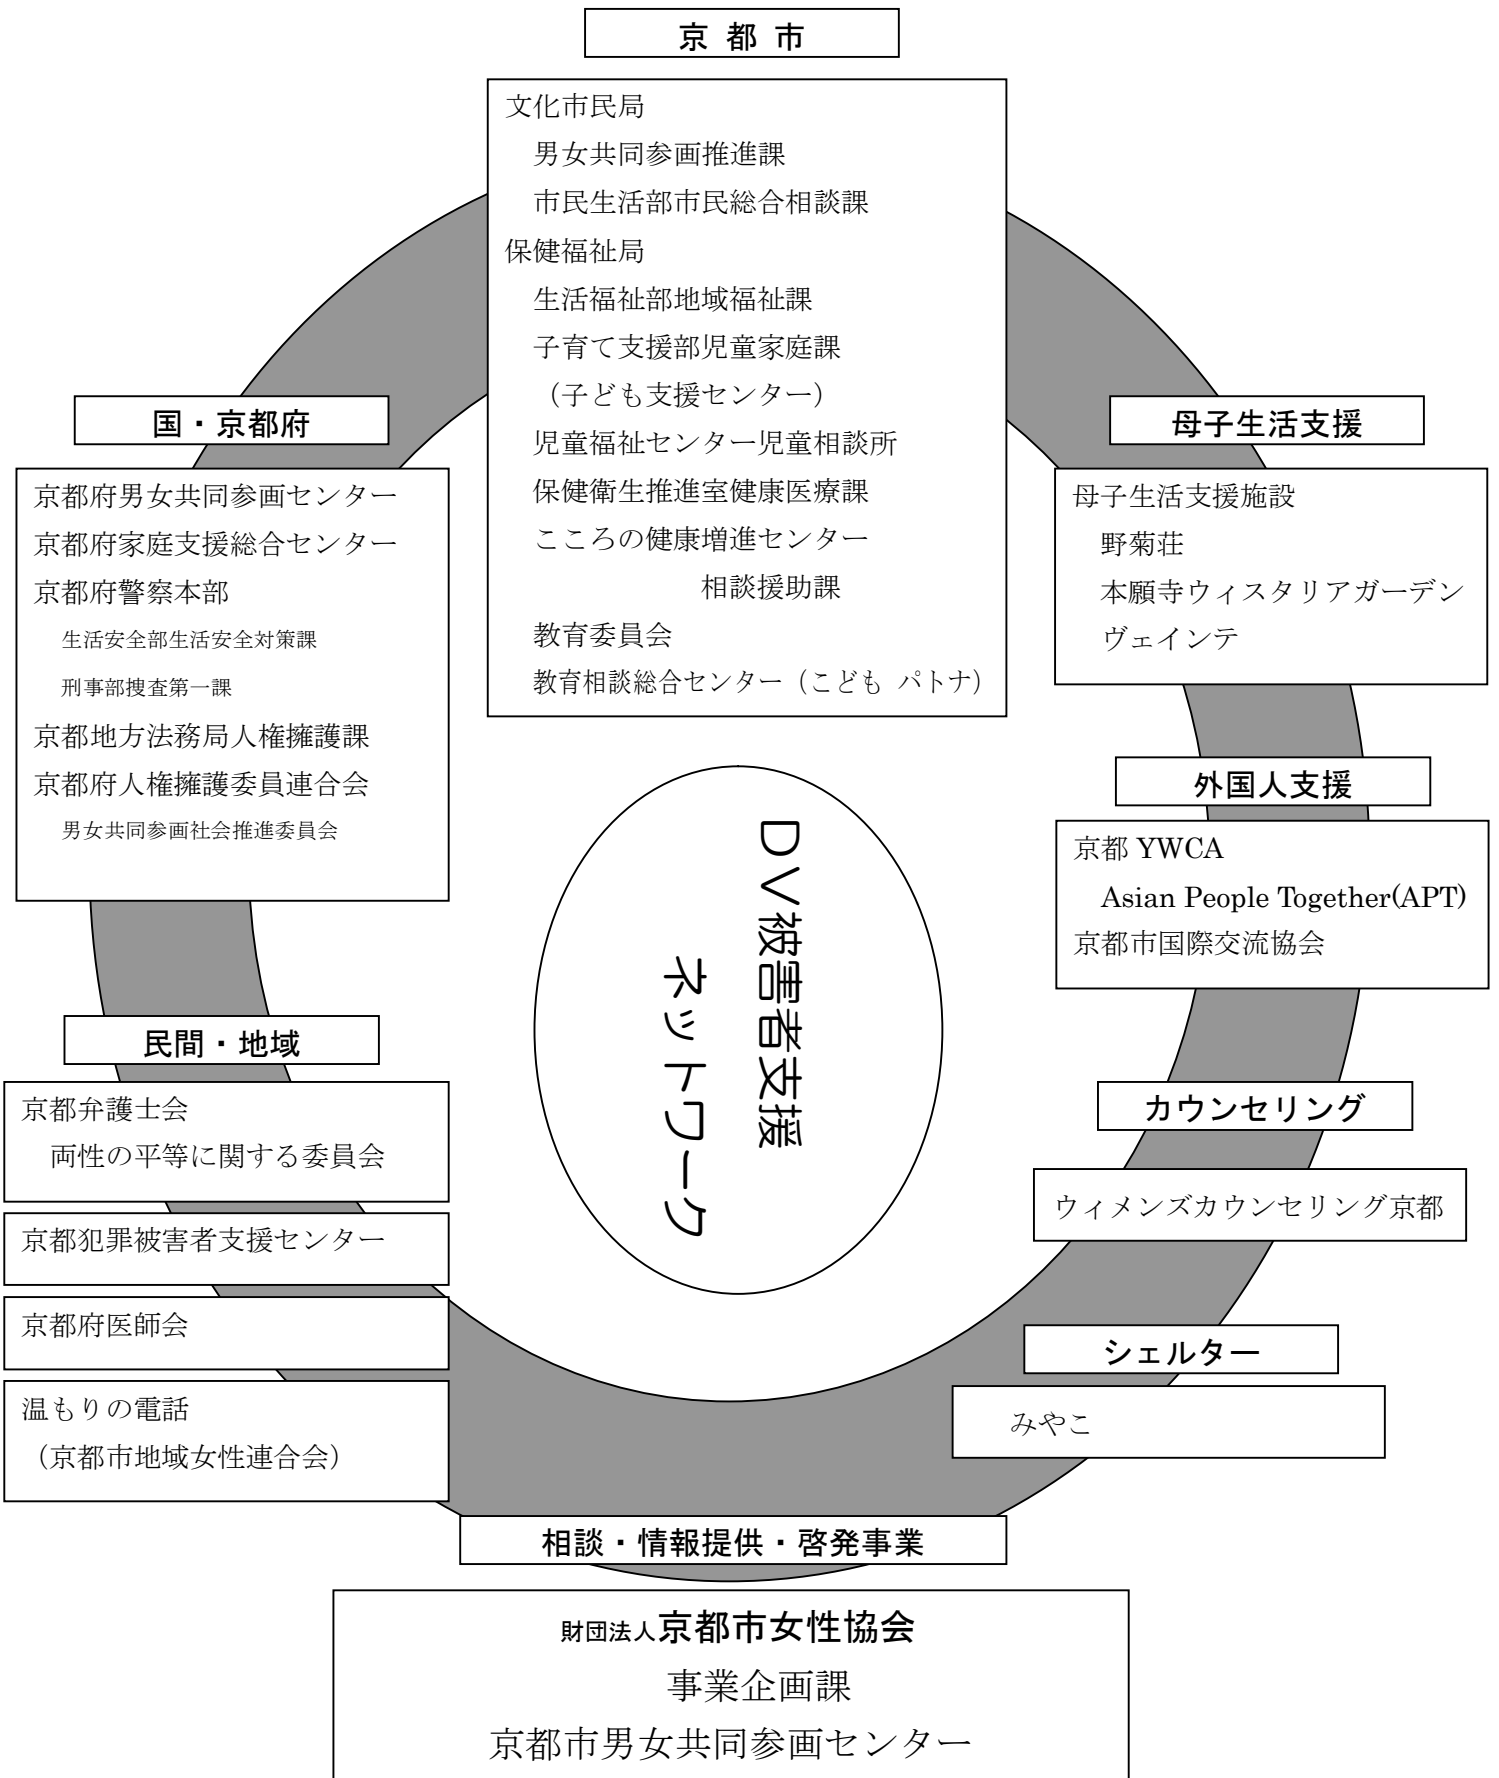 京都市
文化市民局
男女共同参画推進課
市民生活部市民総合相談課
保健福祉局
生活福祉部地域福祉課
子育て支援部児童家庭課
（子ども支援センター）
児童福祉センター児童相談所
保健衛生推進室健康医療課
こころの健康増進センター
相談援助課
教育委員会
教育相談総合センター（こども パトナ）
国・京都府
京都府男女共同参画センター
京都府家庭支援総合センター
京都府警察本部
生活安全部生活安全対策課
刑事部捜査第一課
京都地方法務局人権擁護課
京都府人権擁護委員連合会
男女共同参画社会推進委員会
民間・地域
京都弁護士会
両性の平等に関する委員会
京都犯罪被害者支援センター
京都府医師会
温もりの電話
（京都市地域女性連合会）
ＤＶ被害者支援
ネットワーク
母子生活支援
母子生活支援施設
野菊荘
本願寺ウィスタリアガーデン
ヴェインテ
外国人支援
京都 YWCA
Asian People Together(APT)
京都市国際交流協会
カウンセリング
ウィメンズカウンセリング京都
シェルター
みやこ
相談・情報提供・啓発事業
財団法人京都市女性協会
事業企画課
京都市男女共同参画センター